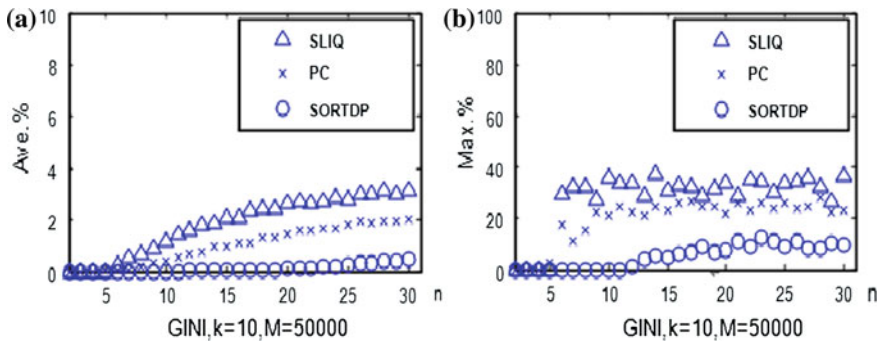 (a)
10
8
6
4
2
0
Ave. %
SLIQ
PC
SORTDP
5 10 15 20 25 30 n
GINI,k=10,M=50000
(b)
100
80
60
40
20
0
Max. %
SLIQ
PC
SORTDP
5 10 15 20 25 30 n
GINI,k=10,M=50000